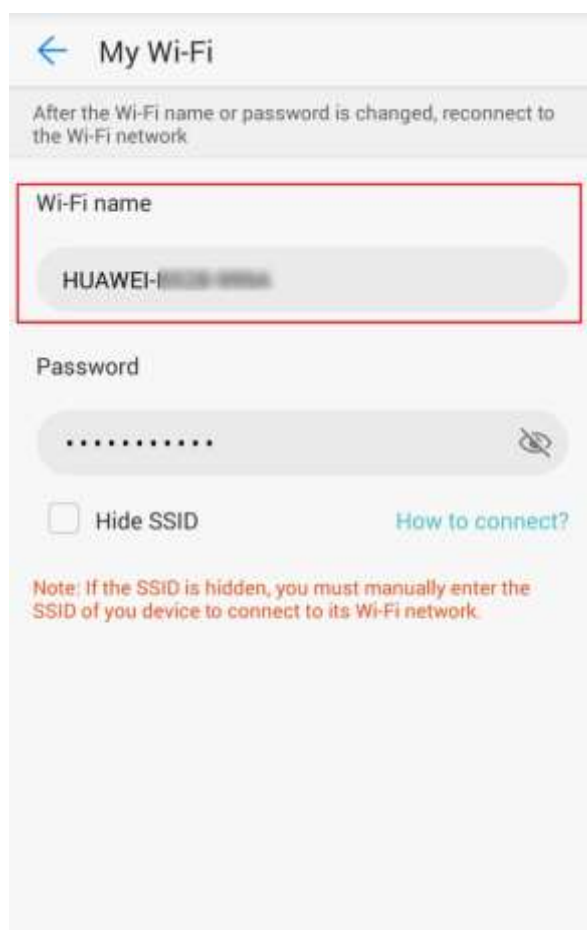 My Wi-Fi
After the Wi-Fi name or password is changed, reconnect to
the Wi-Fi network
Wi-Fi name
HUAWEI-
Password
•••••••••••
Hide SSID
How to connect?
Note: If the SSID is hidden, you must manually enter the
SSID of you device to connect to its Wi-Fi network.